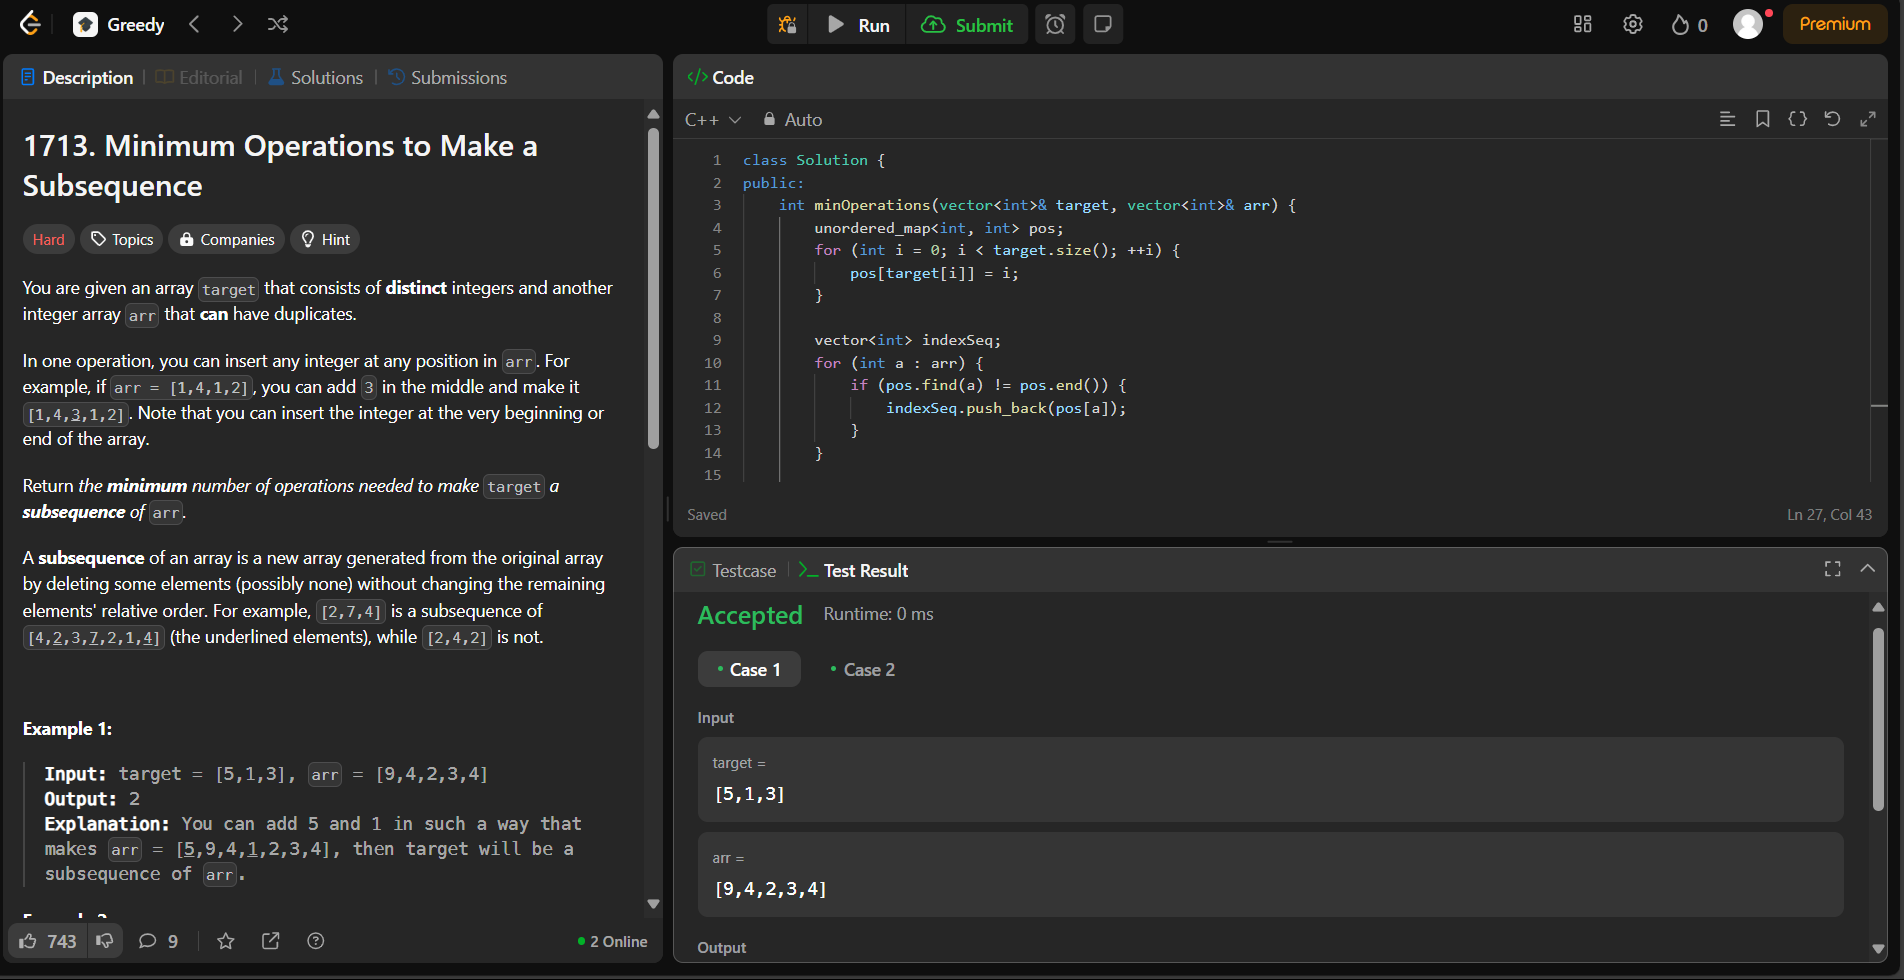 Greedy
Run
Submit
0
Premium
Description
Editorial
Solutions
Submissions
1713. Minimum Operations to Make a
Subsequence
Hard
Topics
Companies
Hint
You are given an array target that consists of distinct integers and another
integer array arr that can have duplicates.
In one operation, you can insert any integer at any position in arr. For
example, if arr = [1,4,1,2], you can add 3 in the middle and make it
[1,4,3,1,2]. Note that you can insert the integer at the very beginning or
end of the array.
Return the minimum number of operations needed to make target a
subsequence of arr.
A subsequence of an array is a new array generated from the original array
by deleting some elements (possibly none) without changing the remaining
elements' relative order. For example, [2,7,4] is a subsequence of
[4,2,3,7,2,1,4] (the underlined elements), while [2,4,2] is not.
Example 1:
Input: target = [5,1,3], arr = [9,4,2,3,4]
Output: 2
Explanation: You can add 5 and 1 in such a way that
makes arr = [5,9,4,1,2,3,4], then target will be a
subsequence of arr.
743
9
2 Online
</> Code
C++
Auto
1 class Solution {
2 public:
3 int minOperations(vector<int>& target, vector<int>& arr) {
4 unordered_map<int, int> pos;
5 for (int i = 0; i < target.size(); ++i) {
6 pos[target[i]] = i;
7 }
8
9 vector<int> indexSeq;
10 for (int a : arr) {
11 if (pos.find(a) != pos.end()) {
12 indexSeq.push_back(pos[a]);
13 }
14 }
15
Saved
Ln 27, Col 43
Testcase
Test Result
Accepted
Runtime: 0 ms
Case 1
Case 2
Input
target =
[5,1,3]
arr =
[9,4,2,3,4]
Output